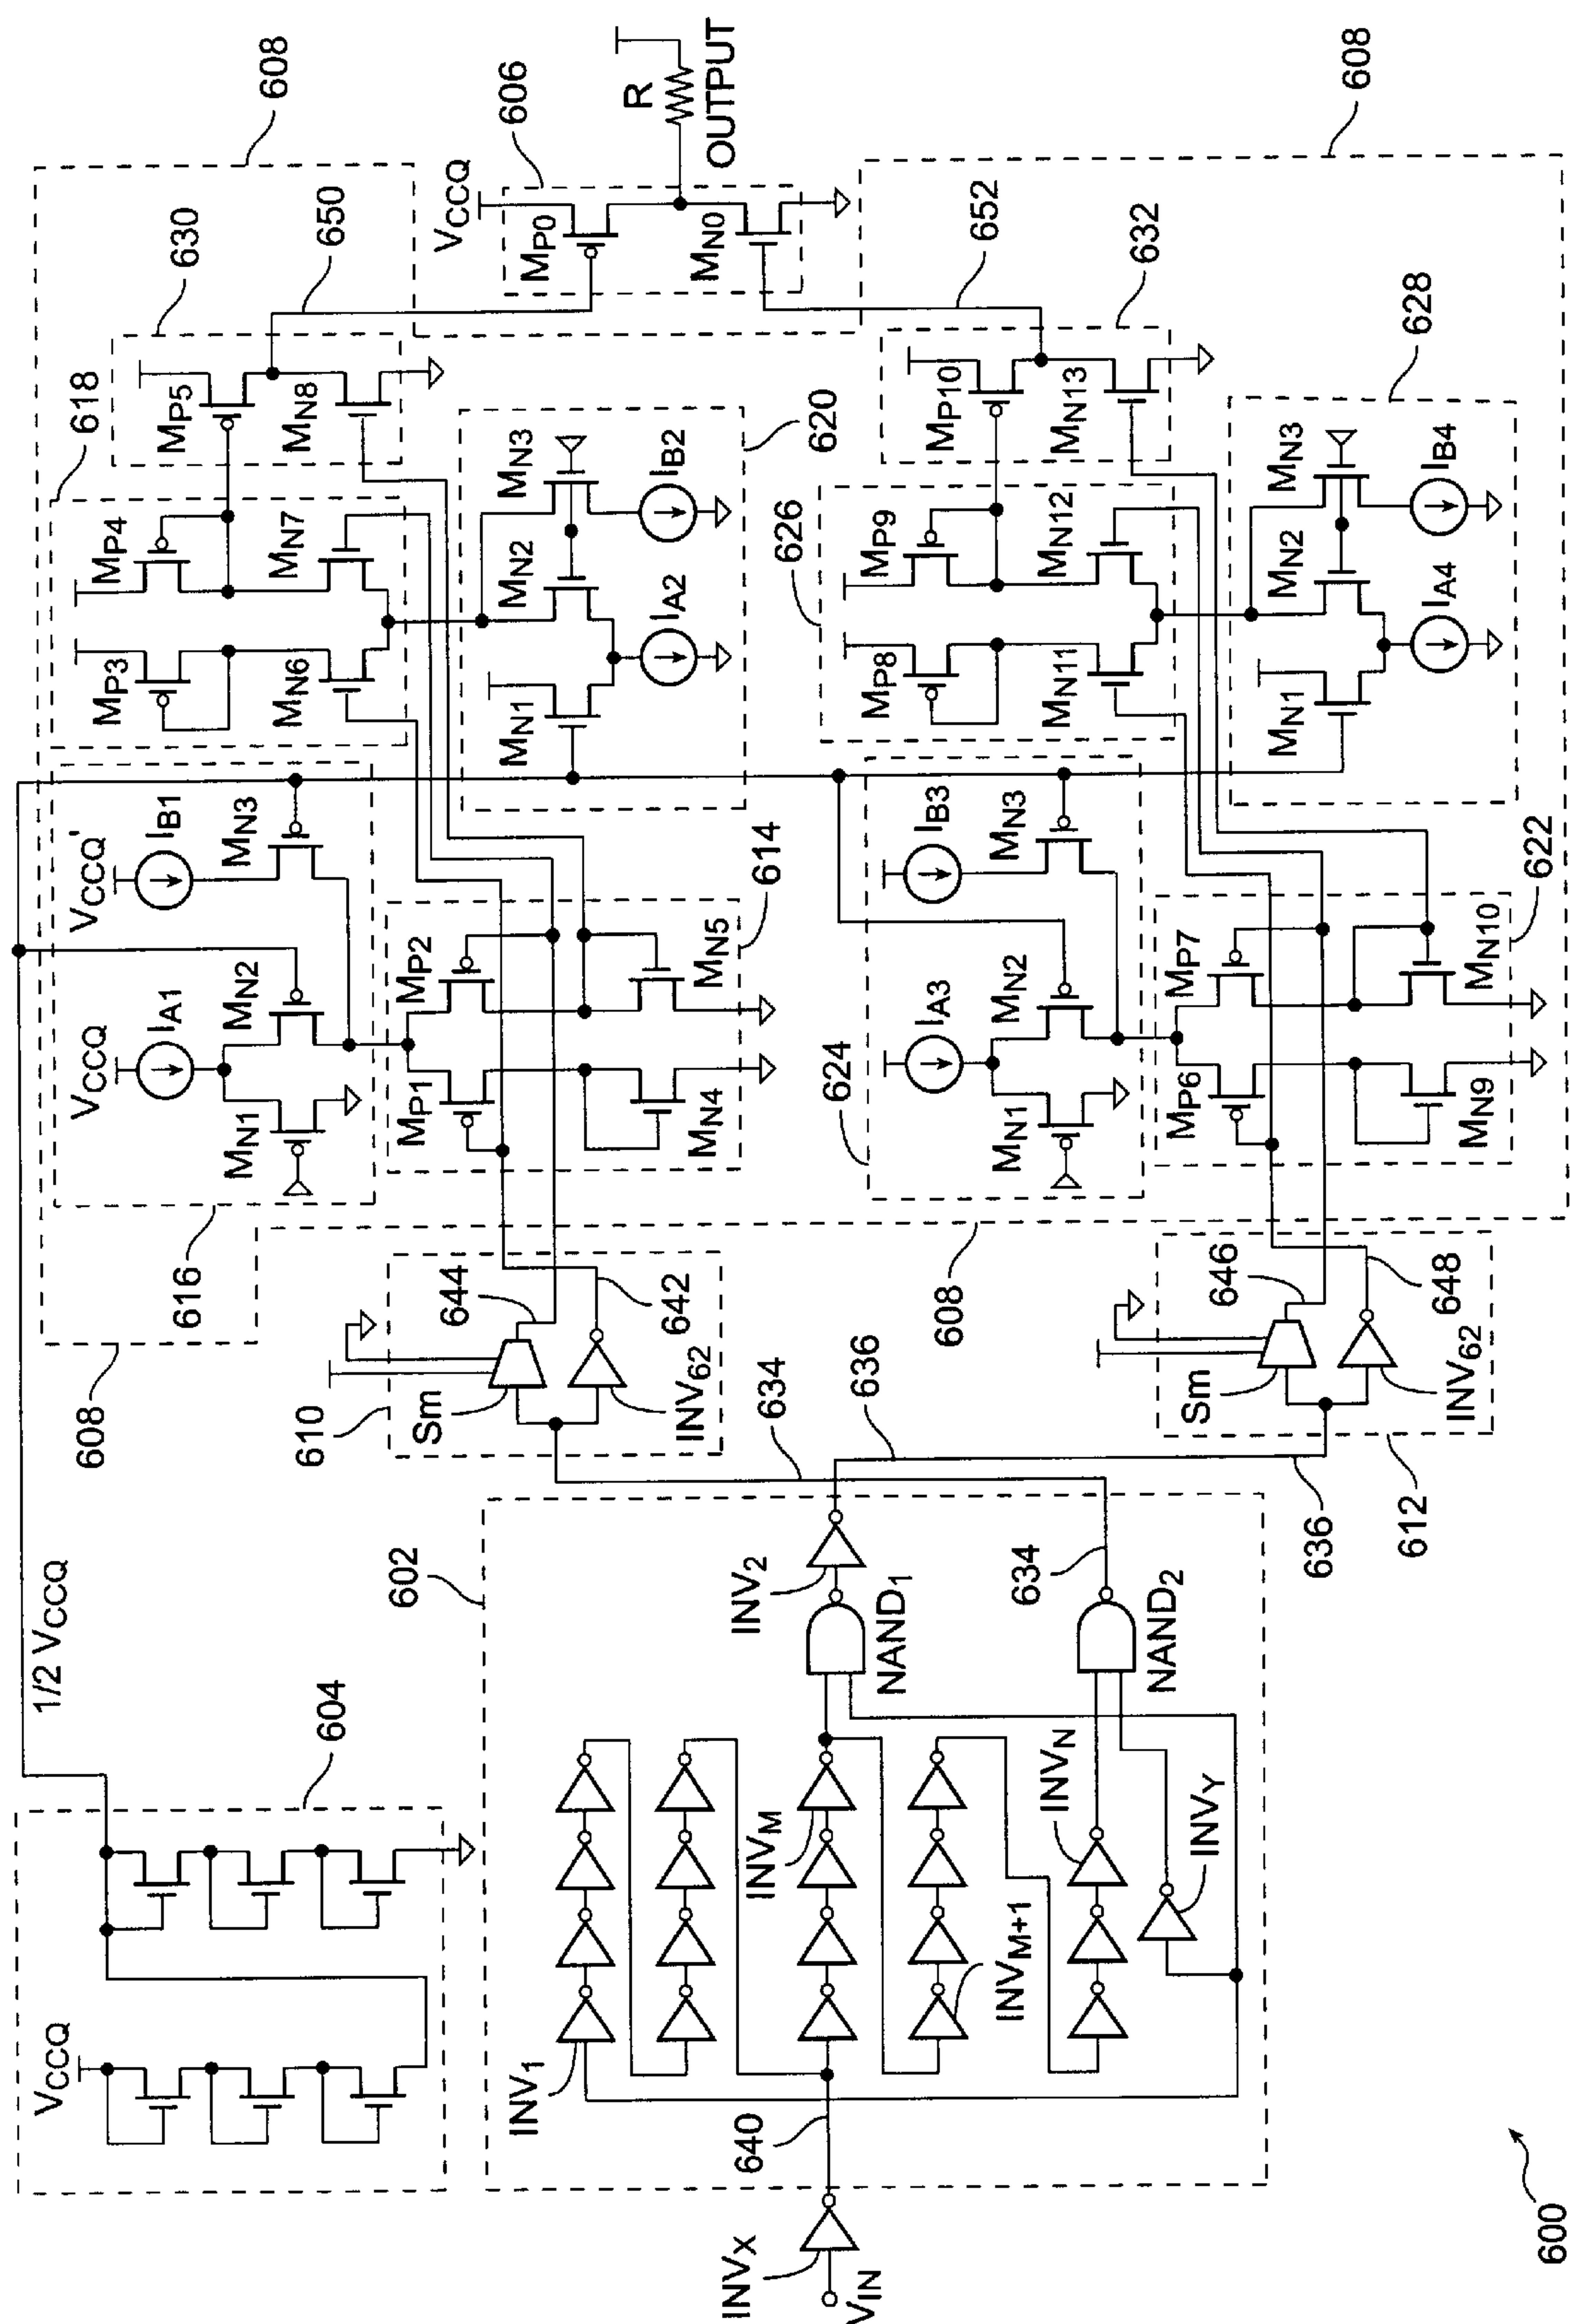 608
R
OUTPUT
606
VCCQ
MP0
MN0
608
630
650
652
632
618
MP5
MN8
MP10
MN13
628
MP4
MN7
MN3
620
IB2
MP9
MN12
MN3
IB4
MP3
MN6
MN2
MN1
IA2
626
MP8
MN11
MN2
MN1
IA4
VCCQ'
IB1
MN3
614
IB3
MN3
622
VCCQ
IA1
MN2
MP2
MN5
IA3
MN2
MP7
MN10
MN1
MP1
MN4
624
MN1
MP6
MN9
616
644
642
608
646
648
608
610
Sm
INV62
634
636
Sm
INV62
1/2 VCCQ
602
INV2
634
636
612
604
NAND1
NAND2
INVM
INVN
INVY
VCCQ
INVM+1
INV1
640
INVX
VIN
600